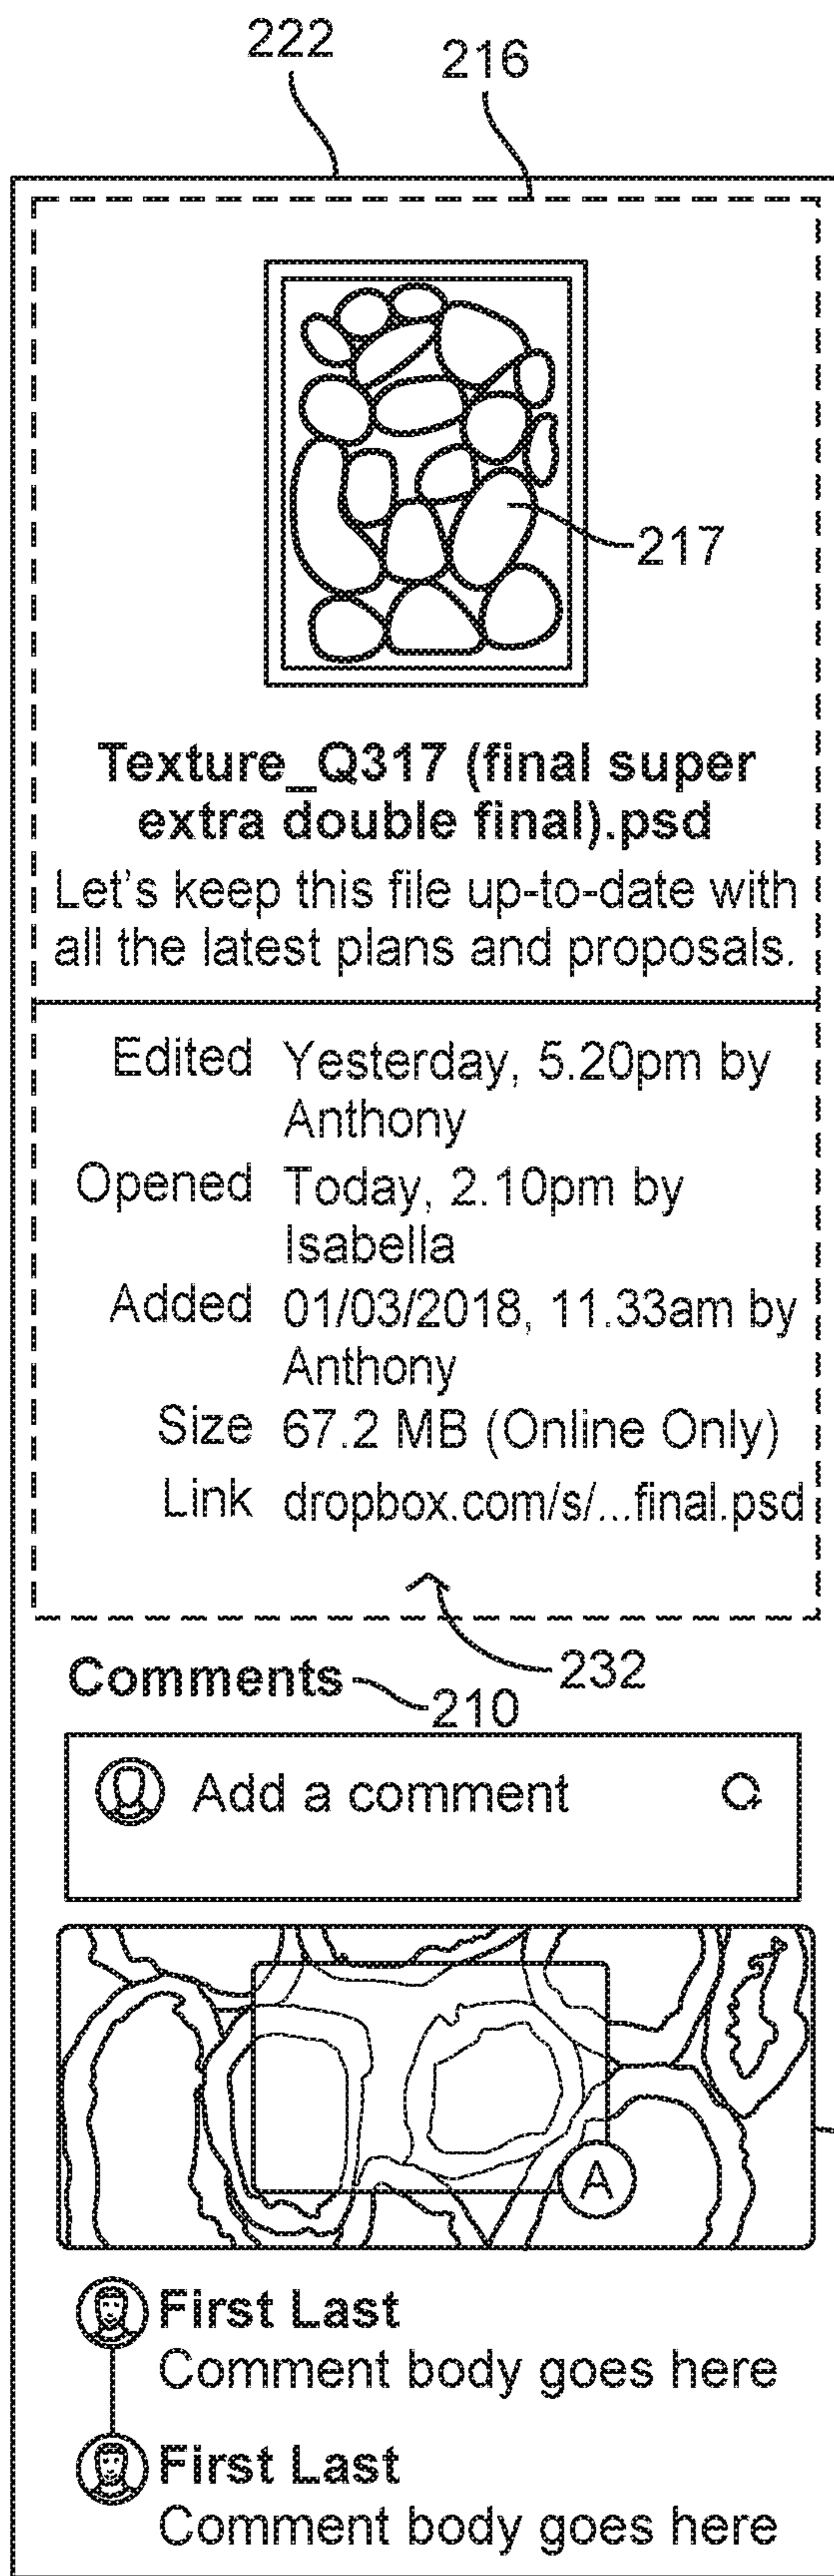 222
216
217
Texture_Q317 (final super
extra double final).psd
Let's keep this file up-to-date with
all the latest plans and proposals.
Edited Yesterday, 5.20pm by
Anthony
Opened Today, 2.10pm by
Isabella
Added 01/03/2018, 11.33am by
Anthony
Size 67.2 MB (Online Only)
Link dropbox.com/s/...final.psd
232
Comments
210
Add a comment
A
First Last
Comment body goes here
First Last
Comment body goes here